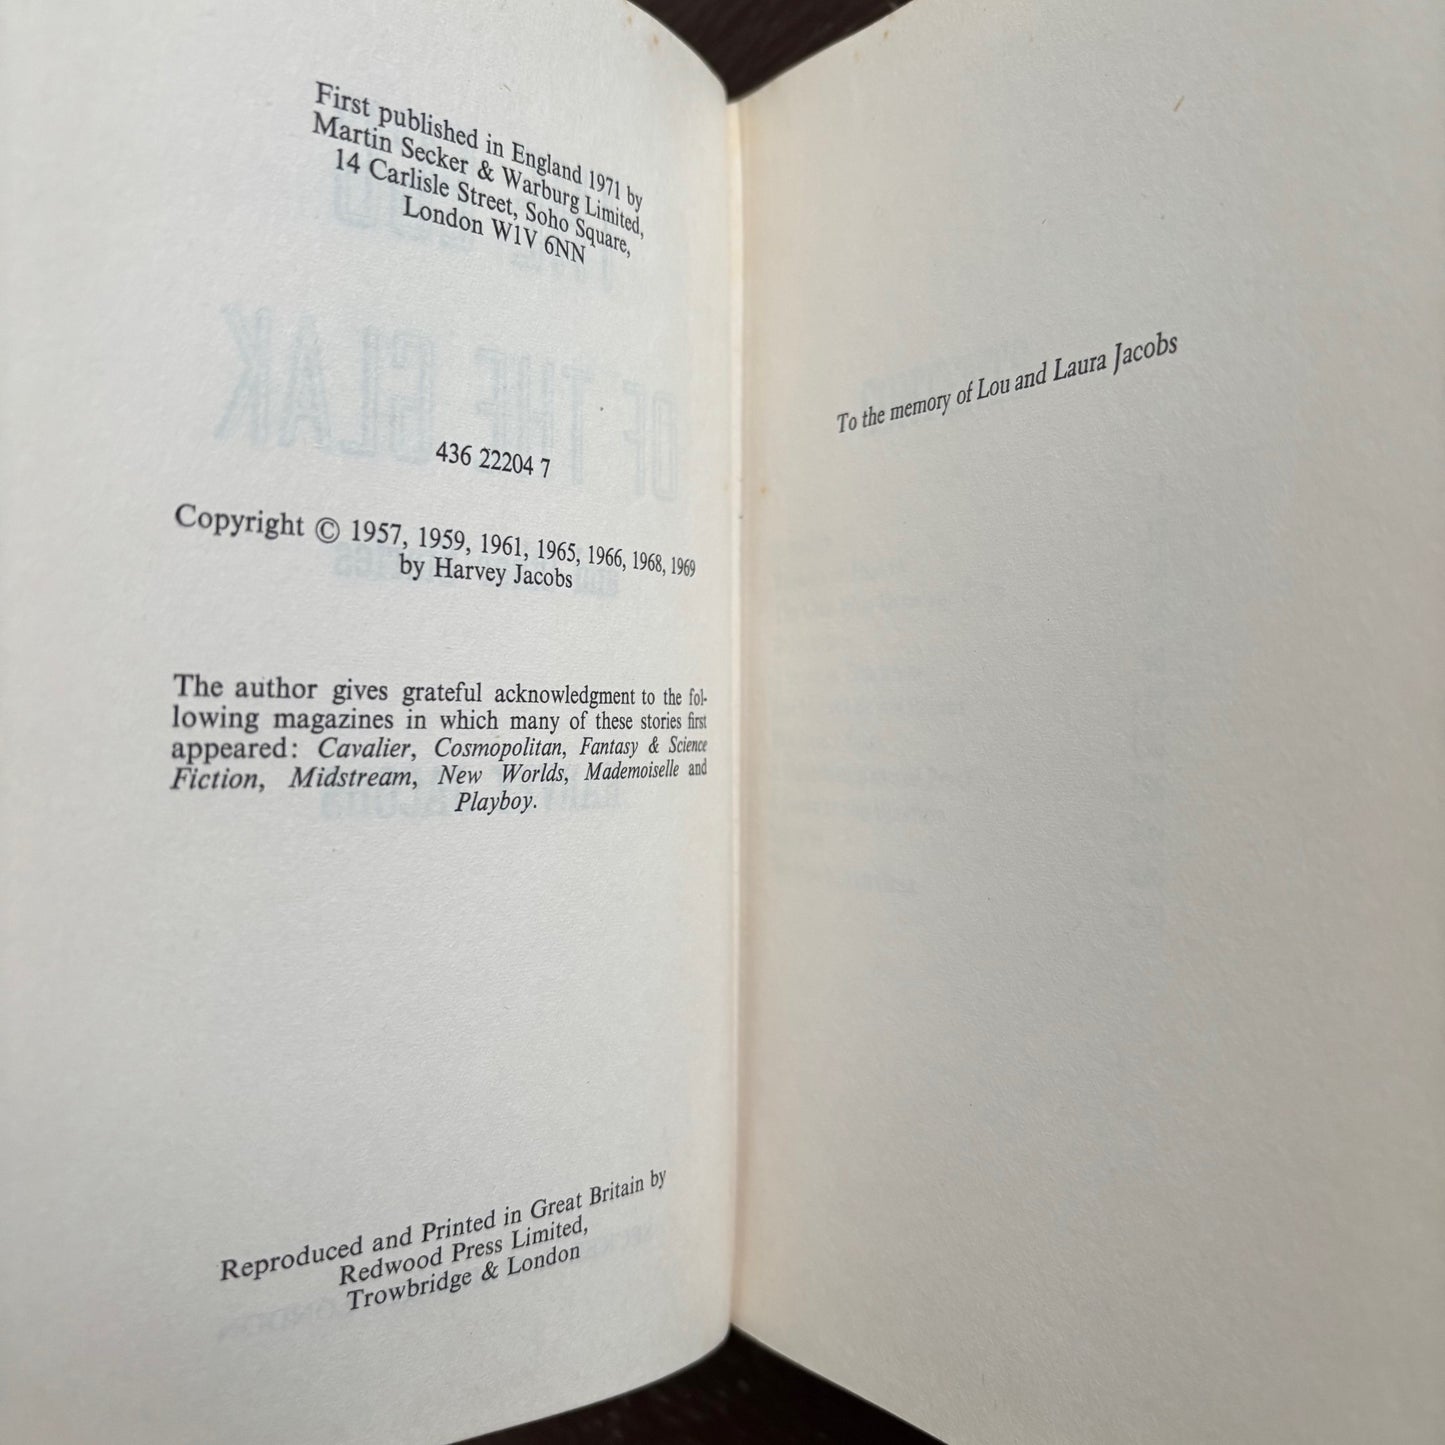 First published in England 1971 by
Martin Secker & Warburg Limited,
14 Carlisle Street, Soho Square,
London W1V 6NN
436 22204 7
Copyright © 1957, 1959, 1961, 1965, 1966, 1968, 1969
by Harvey Jacobs
The author gives grateful acknowledgment to the fol-
lowing magazines in which many of these stories first
appeared: Cavalier, Cosmopolitan, Fantasy & Science
Fiction, Midstream, New Worlds, Mademoiselle and
Playboy.
Reproduced and Printed in Great Britain by
Redwood Press Limited,
Trowbridge & London
To the memory of Lou and Laura Jacobs